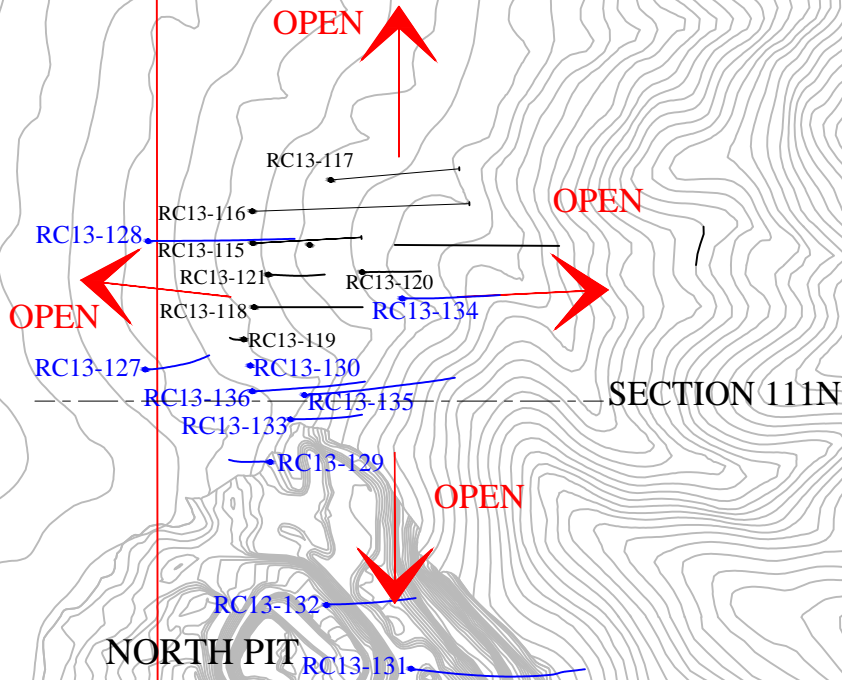 OPEN
RC13-117
OPEN
RC13-116
RC13-128
RC13-115
RC13-121
RC13-120
RC13-118
RC13-134
OPEN
RC13-119
RC13-127
RC13-130
RC13-136
RC13-135
SECTION 111N
RC13-133
RC13-129
OPEN
RC13-132
NORTH PIT
RC13-131